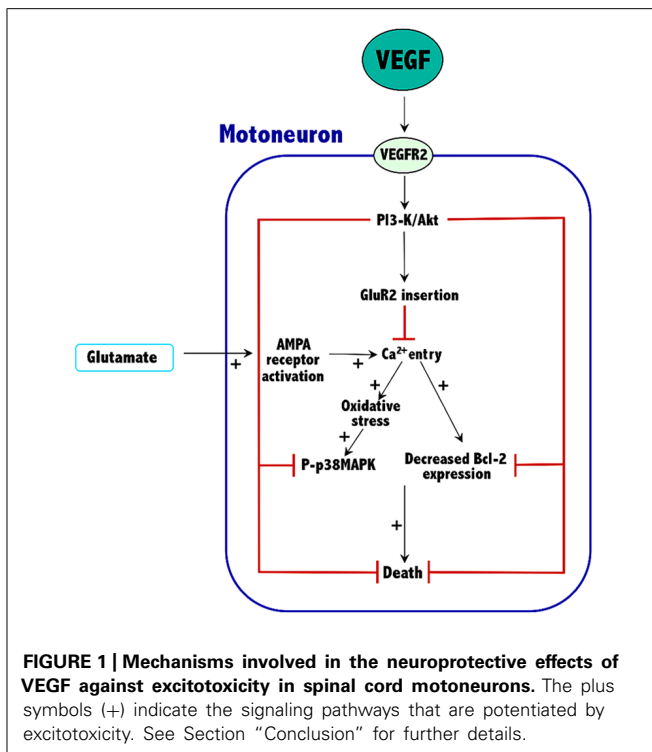 VEGF
Motoneuron
VEGFR2
PI3-K/Akt
GluR2 insertion
Glutamate
+
AMPA
receptor
activation
+
Ca2+ entry
+
+
Oxidative
stress
+
P-p38MAPK
Decreased Bcl-2
expression
+
Death
FIGURE 1 | Mechanisms involved in the neuroprotective effects of
VEGF against excitotoxicity in spinal cord motoneurons. The plus
symbols (+) indicate the signaling pathways that are potentiated by
excitotoxicity. See Section “Conclusion” for further details.